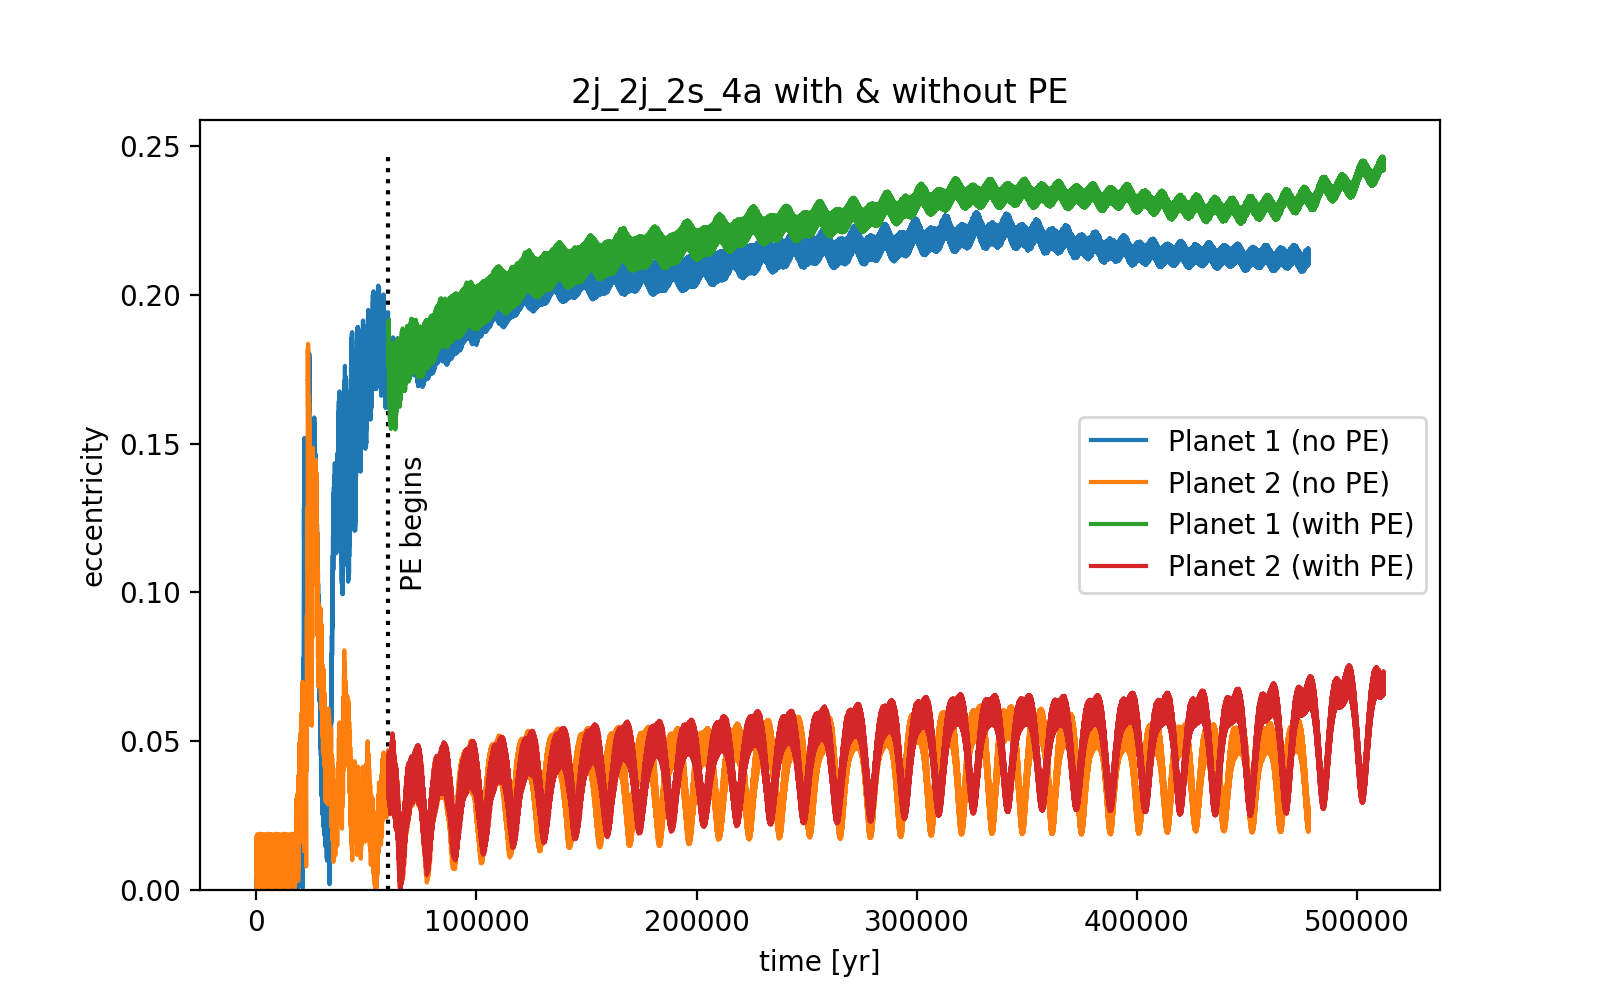 2j_2j_2s_4a with & without PE
0.25
0.20
0.15
0.10
0.05
0.00
eccentricity
PE begins
Planet 1 (no PE)
Planet 2 (no PE)
Planet 1 (with PE)
Planet 2 (with PE)
0
100000
200000
300000
400000
500000
time [yr]